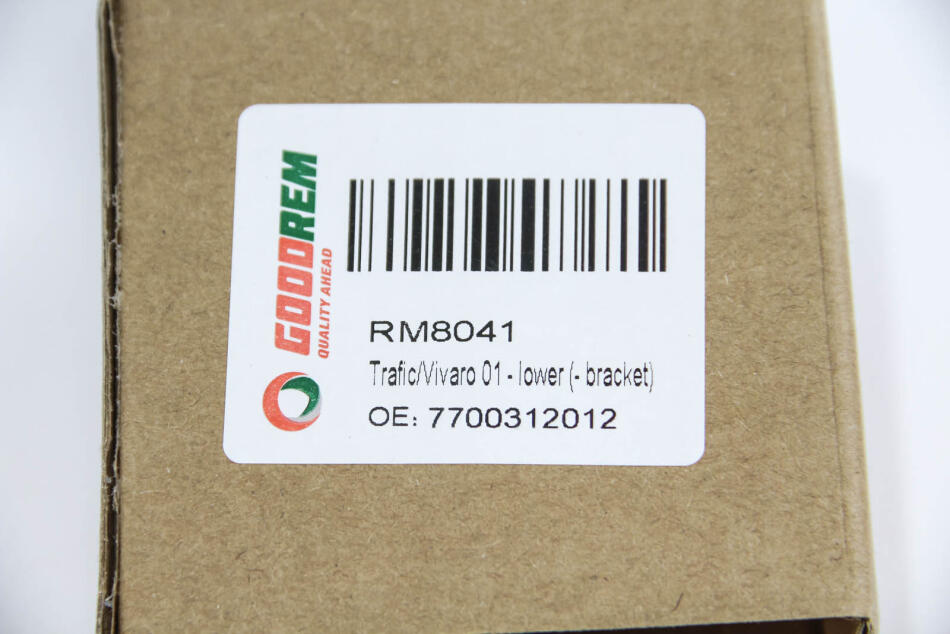 GOODREM
QUALITY AHEAD
RM8041
Trafic/Vivaro 01 - lower (- bracket)
OE: 7700312012